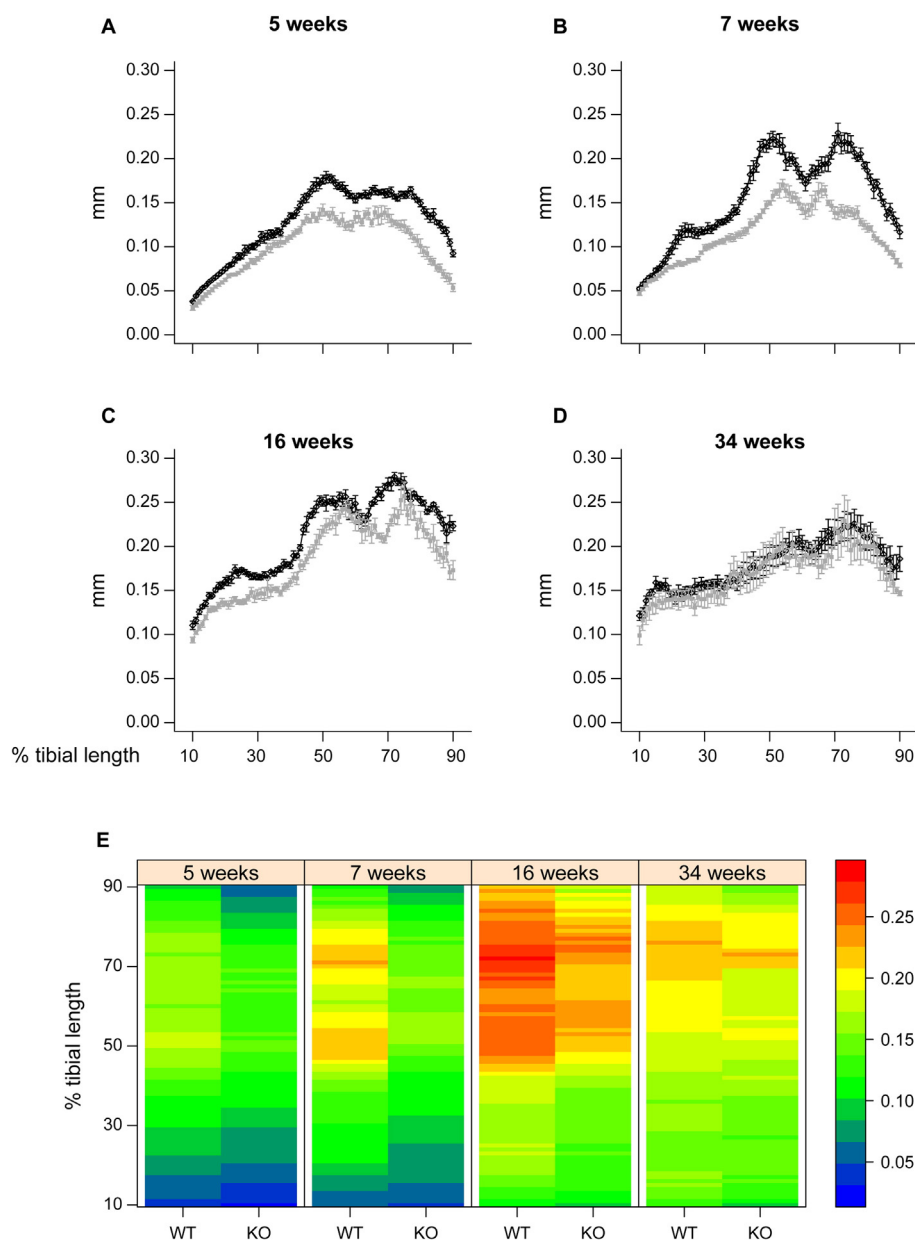 A
5 weeks
B
7 weeks
0.30
0.25
0.20
0.15
0.10
0.05
0.00
mm
0.30
0.25
0.20
0.15
0.10
0.05
0.00
mm
C
16 weeks
D
34 weeks
0.30
0.25
0.20
0.15
0.10
0.05
0.00
mm
0.30
0.25
0.20
0.15
0.10
0.05
0.00
mm
% tibial length
10 30 50 70 90
10 30 50 70 90
E
5 weeks 7 weeks 16 weeks 34 weeks
90
70
50
30
10
% tibial length
0.25
0.20
0.15
0.10
0.05
WT KO WT KO WT KO WT KO